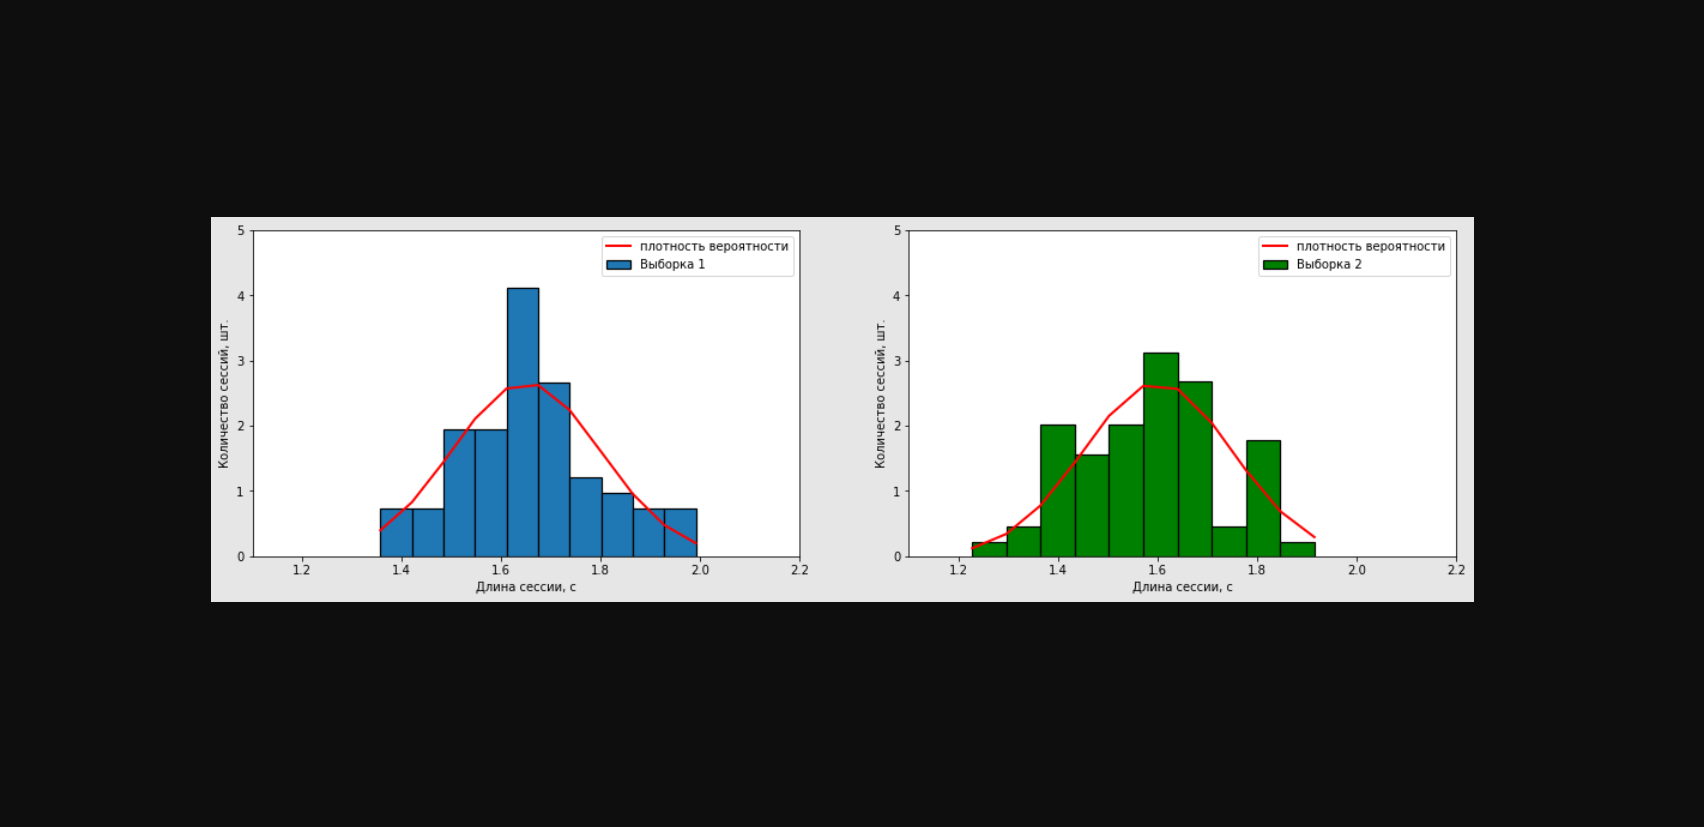 5
4
3
2
1
0
Количество сессий, шт.
плотность вероятности
Выборка 1
1.2 1.4 1.6 1.8 2.0 2.2
Длина сессии, с
5
4
3
2
1
0
Количество сессий, шт.
плотность вероятности
Выборка 2
1.2 1.4 1.6 1.8 2.0 2.2
Длина сессии, с